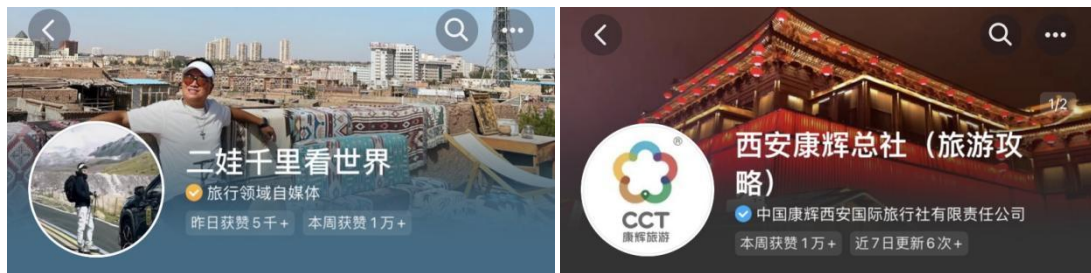 二娃千里看世界
旅行领域自媒体
昨日获赞5千+ 本周获赞1万+
1/2
西安康辉总社（旅游攻
略）
中国康辉西安国际旅行社有限责任公司
本周获赞1万+ 近7日更新6次+
®
CCT
康辉旅游